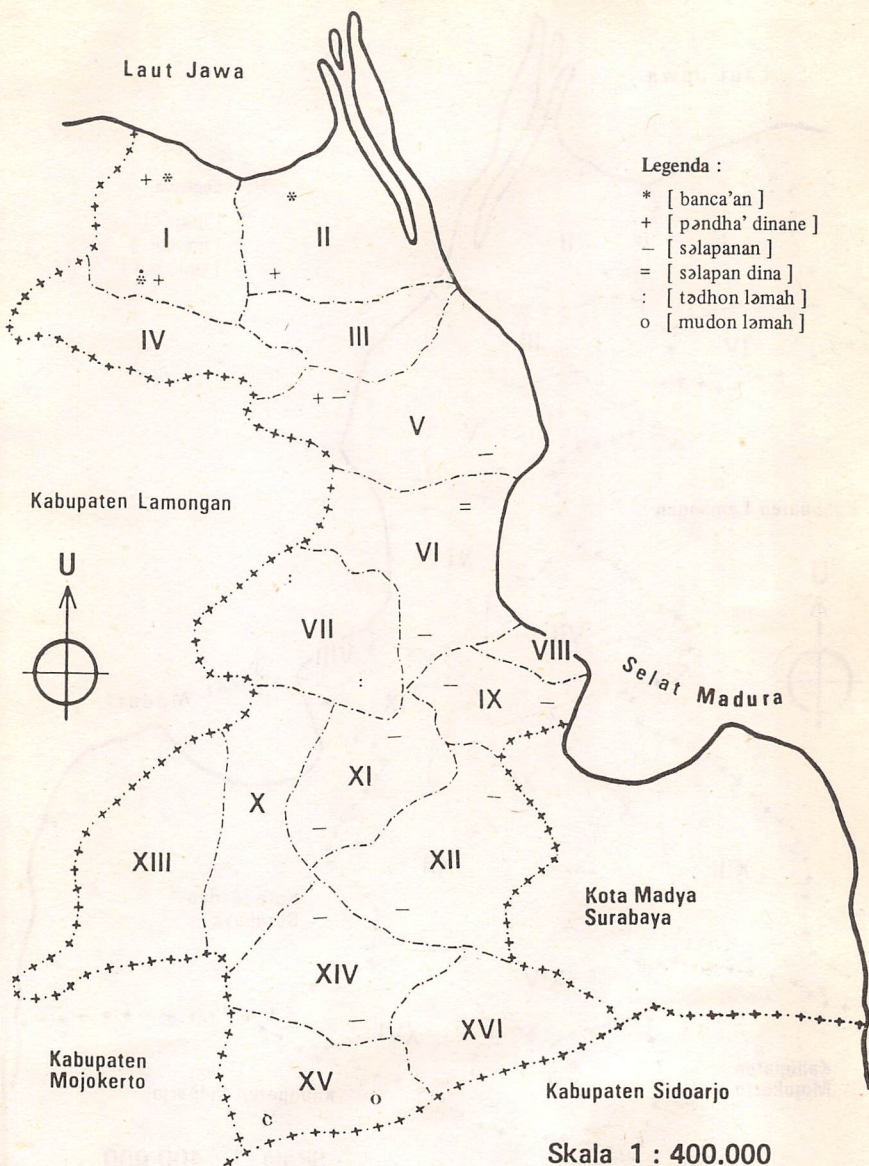 Laut Jawa
Legenda :
* [ banca'an ]
+ [ pəndha' dinane ]
– [ səlapanan ]
= [ səlapan dina ]
: [ tədhon ləmah ]
o [ mudon ləmah ]
I
II
III
IV
V
Kabupaten Lamongan
VI
U
VII
VIII
Selat Madura
IX
XI
X
XIII
XII
Kota Madya
Surabaya
XIV
XVI
Kabupaten
Mojokerto
XV
Kabupaten Sidoarjo
Skala 1 : 400.000